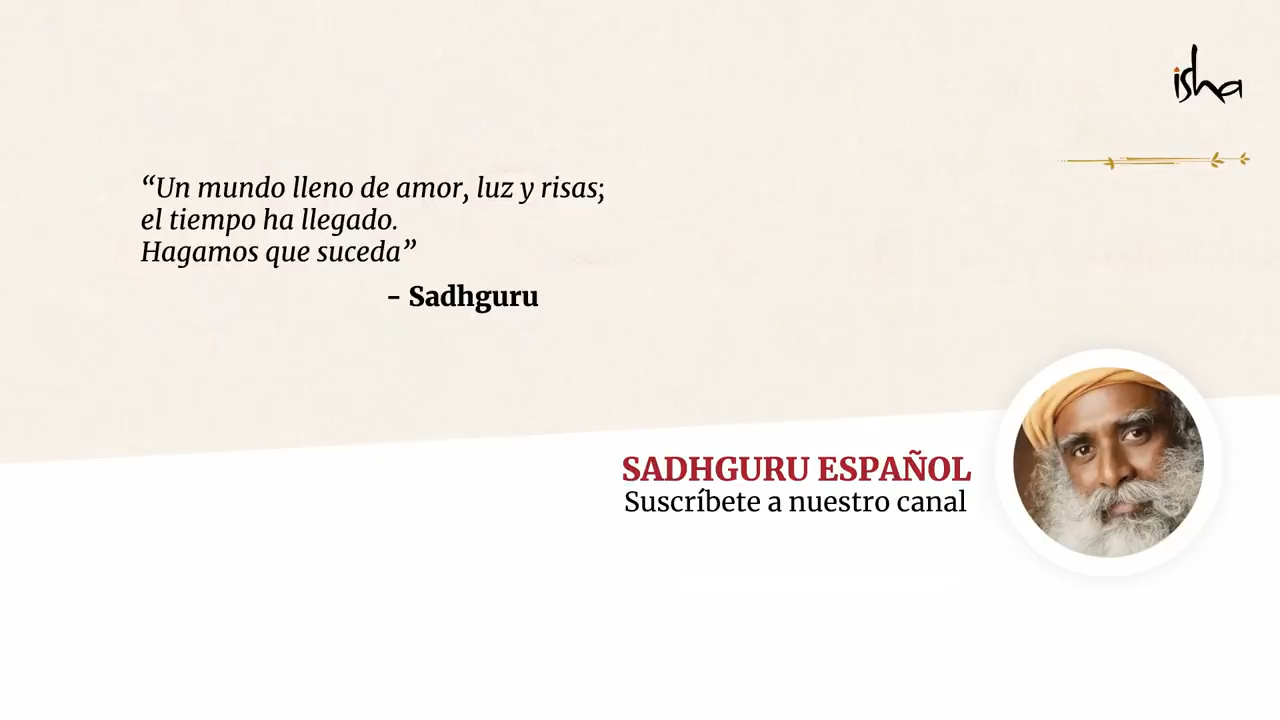 isha
“Un mundo lleno de amor, luz y risas;
el tiempo ha llegado.
Hagamos que suceda”
- Sadhguru
SADHGURU ESPAÑOL
Suscríbete a nuestro canal